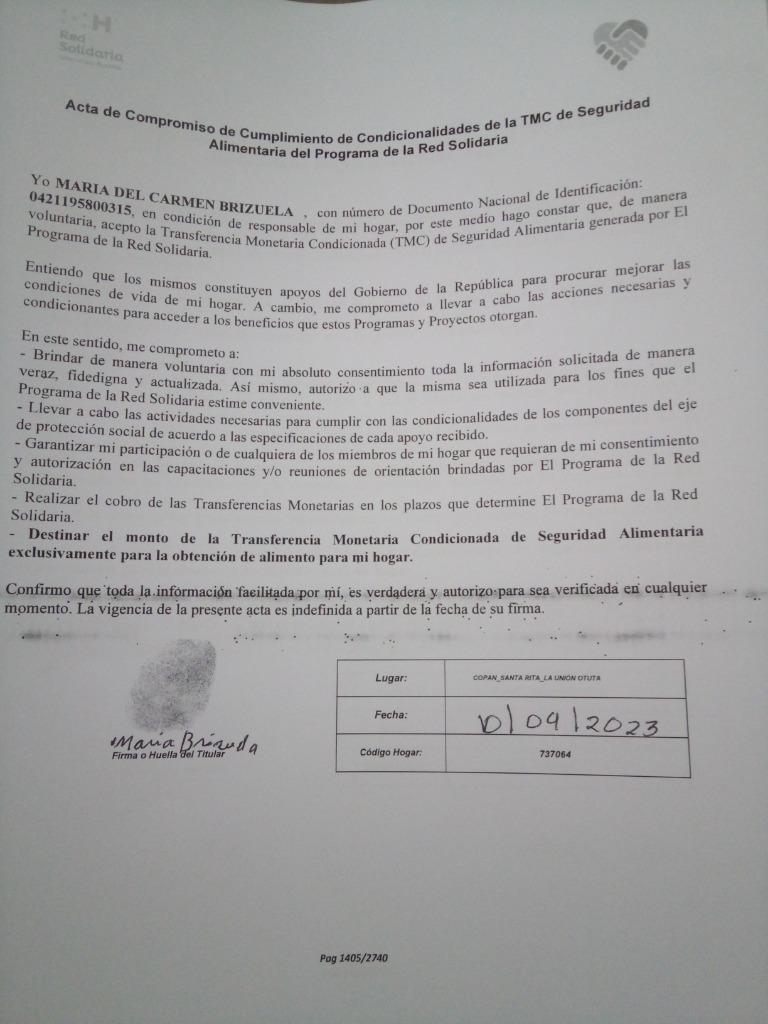 Red
Solidaria
Acta de Compromiso de Cumplimiento de Condicionalidades de la TMC de Seguridad
Alimentaria del Programa de la Red Solidaria
Yo MARIA DEL CARMEN BRIZUELA , con número de Documento Nacional de Identificación:
0421195800315, en condición de responsable de mi hogar, por este medio hago constar que, de manera
voluntaria, acepto la Transferencia Monetaria Condicionada (TMC) de Seguridad Alimentaria generada por El
Programa de la Red Solidaria.
Entiendo que los mismos constituyen apoyos del Gobierno de la República para procurar mejorar las
condiciones de vida de mi hogar. A cambio, me comprometo a llevar a cabo las acciones necesarias y
condicionantes para acceder a los beneficios que estos Programas y Proyectos otorgan.
En este sentido, me comprometo a:
- Brindar de manera voluntaria con mi absoluto consentimiento toda la información solicitada de manera
veraz, fidedigna y actualizada. Así mismo, autorizo a que la misma sea utilizada para los fines que el
Programa de la Red Solidaria estime conveniente.
- Llevar a cabo las actividades necesarias para cumplir con las condicionalidades de los componentes del eje
de protección social de acuerdo a las especificaciones de cada apoyo recibido.
- Garantizar mi participación o de cualquiera de los miembros de mi hogar que requieran de mi consentimiento
y autorización en las capacitaciones y/o reuniones de orientación brindadas por El Programa de la Red
Solidaria.
- Realizar el cobro de las Transferencias Monetarias en los plazos que determine El Programa de la Red
Solidaria.
- Destinar el monto de la Transferencia Monetaria Condicionada de Seguridad Alimentaria
exclusivamente para la obtención de alimento para mi hogar.
Confirmo que toda la información facilitada por mí, es verdadera y autorizo para sea verificada en cualquier
momento. La vigencia de la presente acta es indefinida a partir de la fecha de su firma.
Maria Brizuela
Firma o Huella del Titular
Lugar: COPAN_SANTA RITA_LA UNIÓN OTUTA
Fecha: 10/09/2023
Código Hogar: 737064
Pag 1405/2740